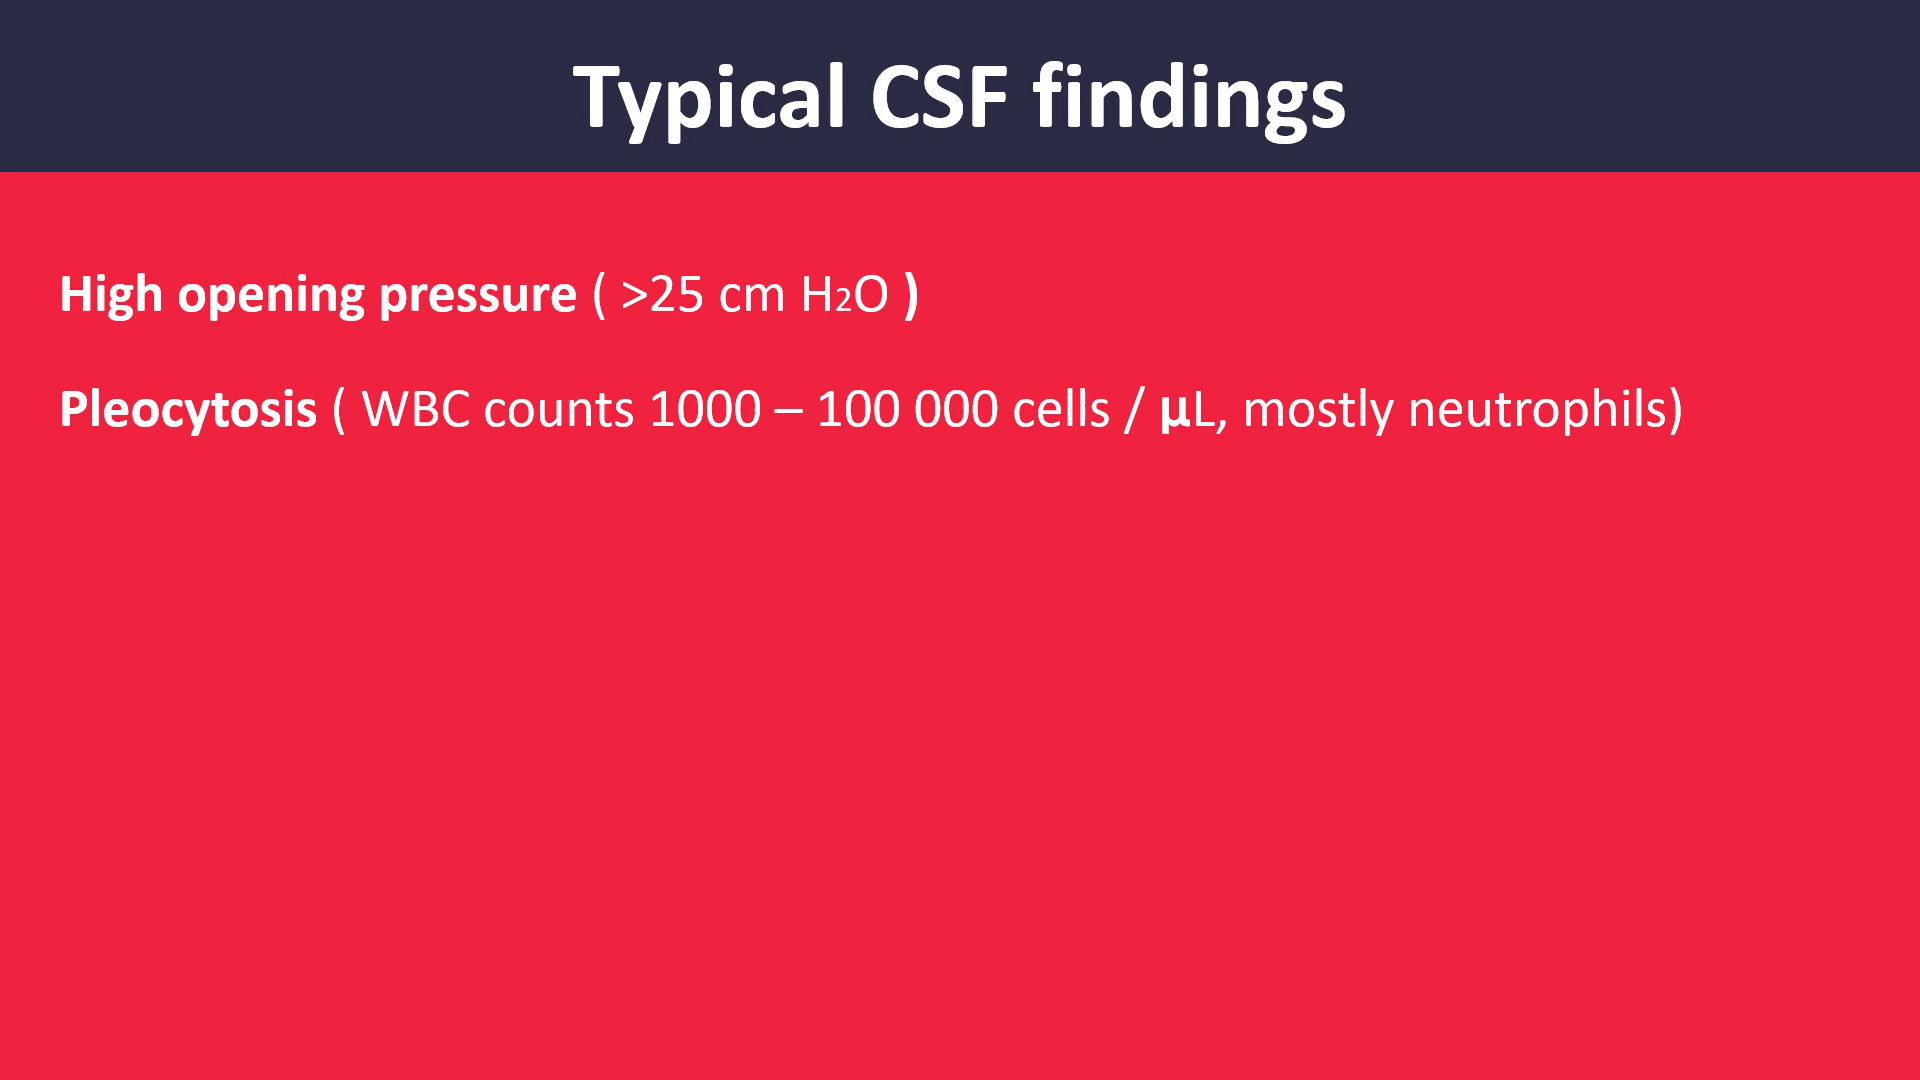 Typical CSF findings
High opening pressure ( >25 cm H₂O )
Pleocytosis ( WBC counts 1000 – 100 000 cells / µL, mostly neutrophils)